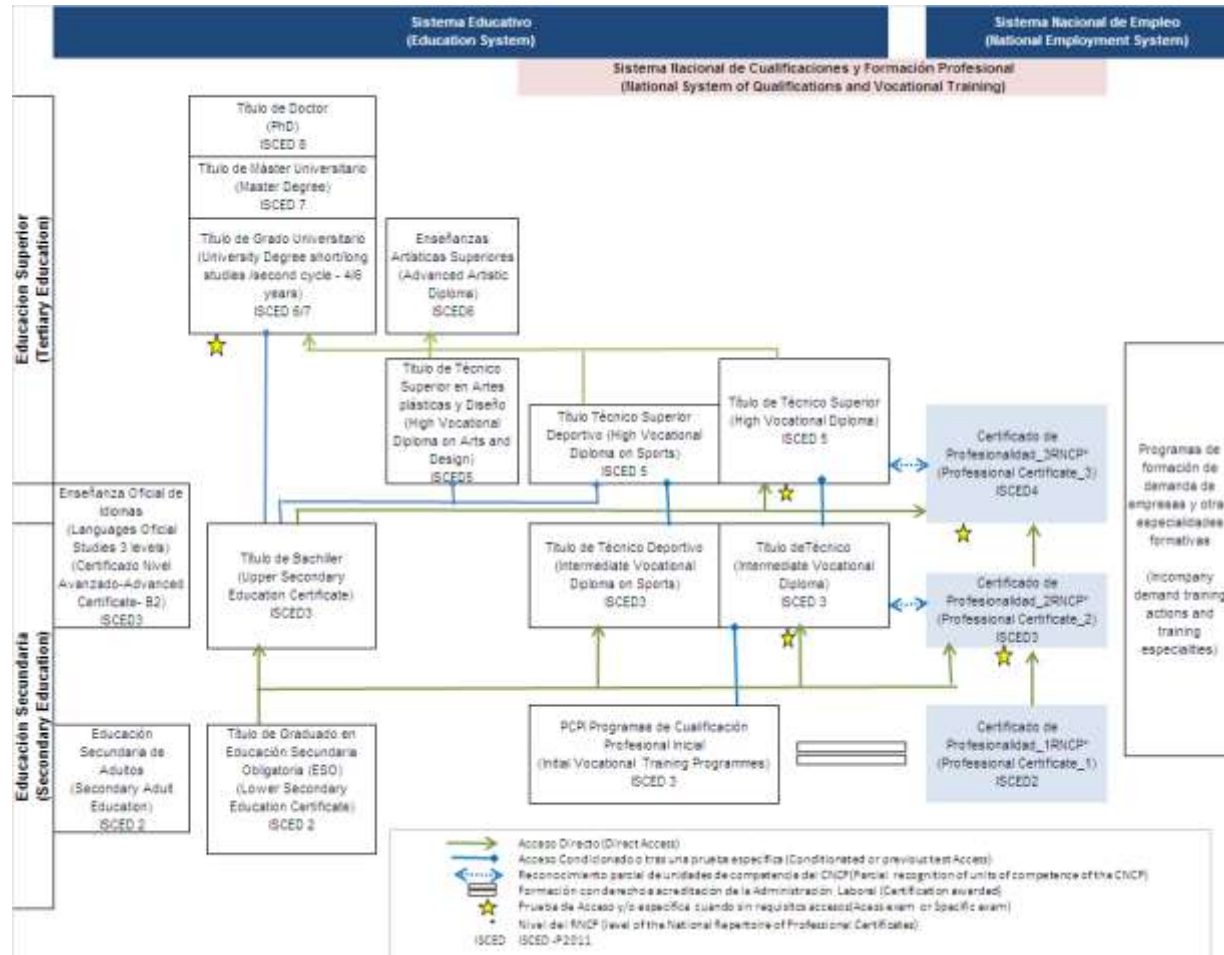 Sistema Educativo
(Education System)
Sistema Nacional de Empleo
(National Employment System)
Sistema Nacional de Cualificaciones y Formación Profesional
(National System of Qualifications and Vocational Training)
Educacion Superior
(Tertiary Education)
Título de Doctor
(PhD)
ISCED 8
Título de Máster Universitario
(Master Degree)
ISCED 7
Título de Grado Universitario
(University Degree short/long
studies /second cycle - 4/6
years)
ISCED 6/7
Enseñanzas
Artísticas Superiores
(Advanced Artistic
Diploma)
ISCED6
Título de Técnico
Superior en Artes
plásticas y Diseño
(High Vocational
Diploma on Arts and
Design)
ISCED5
Título Técnico Superior
Deportivo (High Vocational
Diploma on Sports)
ISCED 5
Título de Técnico Superior
(High Vocational Diploma)
ISCED 5
Certificado de
Profesionalidad_3RNCP*
(Professional Certificate_3)
ISCED4
Programas de
formación de
demanda de
empresas y otra
especialidades
formativas
(Incompany
demand training
actions and
training
especialties)
Educación Secundaria
(Secondary Education)
Enseñanza Oficial de
Idiomas
(Languages Oficial
Studies 3 levels)
(Certificado Nivel
Avanzado-Advanced
Certificate- B2)
ISCED3
Título de Bachiller
(Upper Secondary
Education Certificate)
ISCED3
Título de Técnico Deportivo
(Intermediate Vocational
Diploma on Sports)
ISCED3
Título deTécnico
(Intermediate Vocational
Diploma)
ISCED 3
Certificado de
Profesionalidad_2RNCP*
(Professional Certificate_2)
ISCED3
Educación
Secundaria de
Adultos
(Secondary Adult
Education)
ISCED 2
Título de Graduado en
Educación Secundaria
Obligatoria (ESO)
(Lower Secondary
Education Certificate)
ISCED 2
PCPI Programas de Cualificación
Profesional Inicial
(Initial Vocational Training Programmes)
ISCED 3
Certificado de
Profesionalidad_1RNCP*
(Professional Certificate_1)
ISCED2
Acceso Directo (Direct Access)
Acceso Condicionado o tras una prueba específica (Conditionated or previous test Access)
Reconocimiento parcial de unidades de competencia del CNCP(Parcial recognition of units of competence of the CNCP)
Formación con derecho a acreditación de la Administración Laboral (Certification awarded)
Prueba de Acceso y/o específica cuando sin requisitos accesos(Acess exam or Specific exam)
* Nivel del RNCP (level of the National Repertoire of Professional Certificates)
ISCED ISCED-P2011